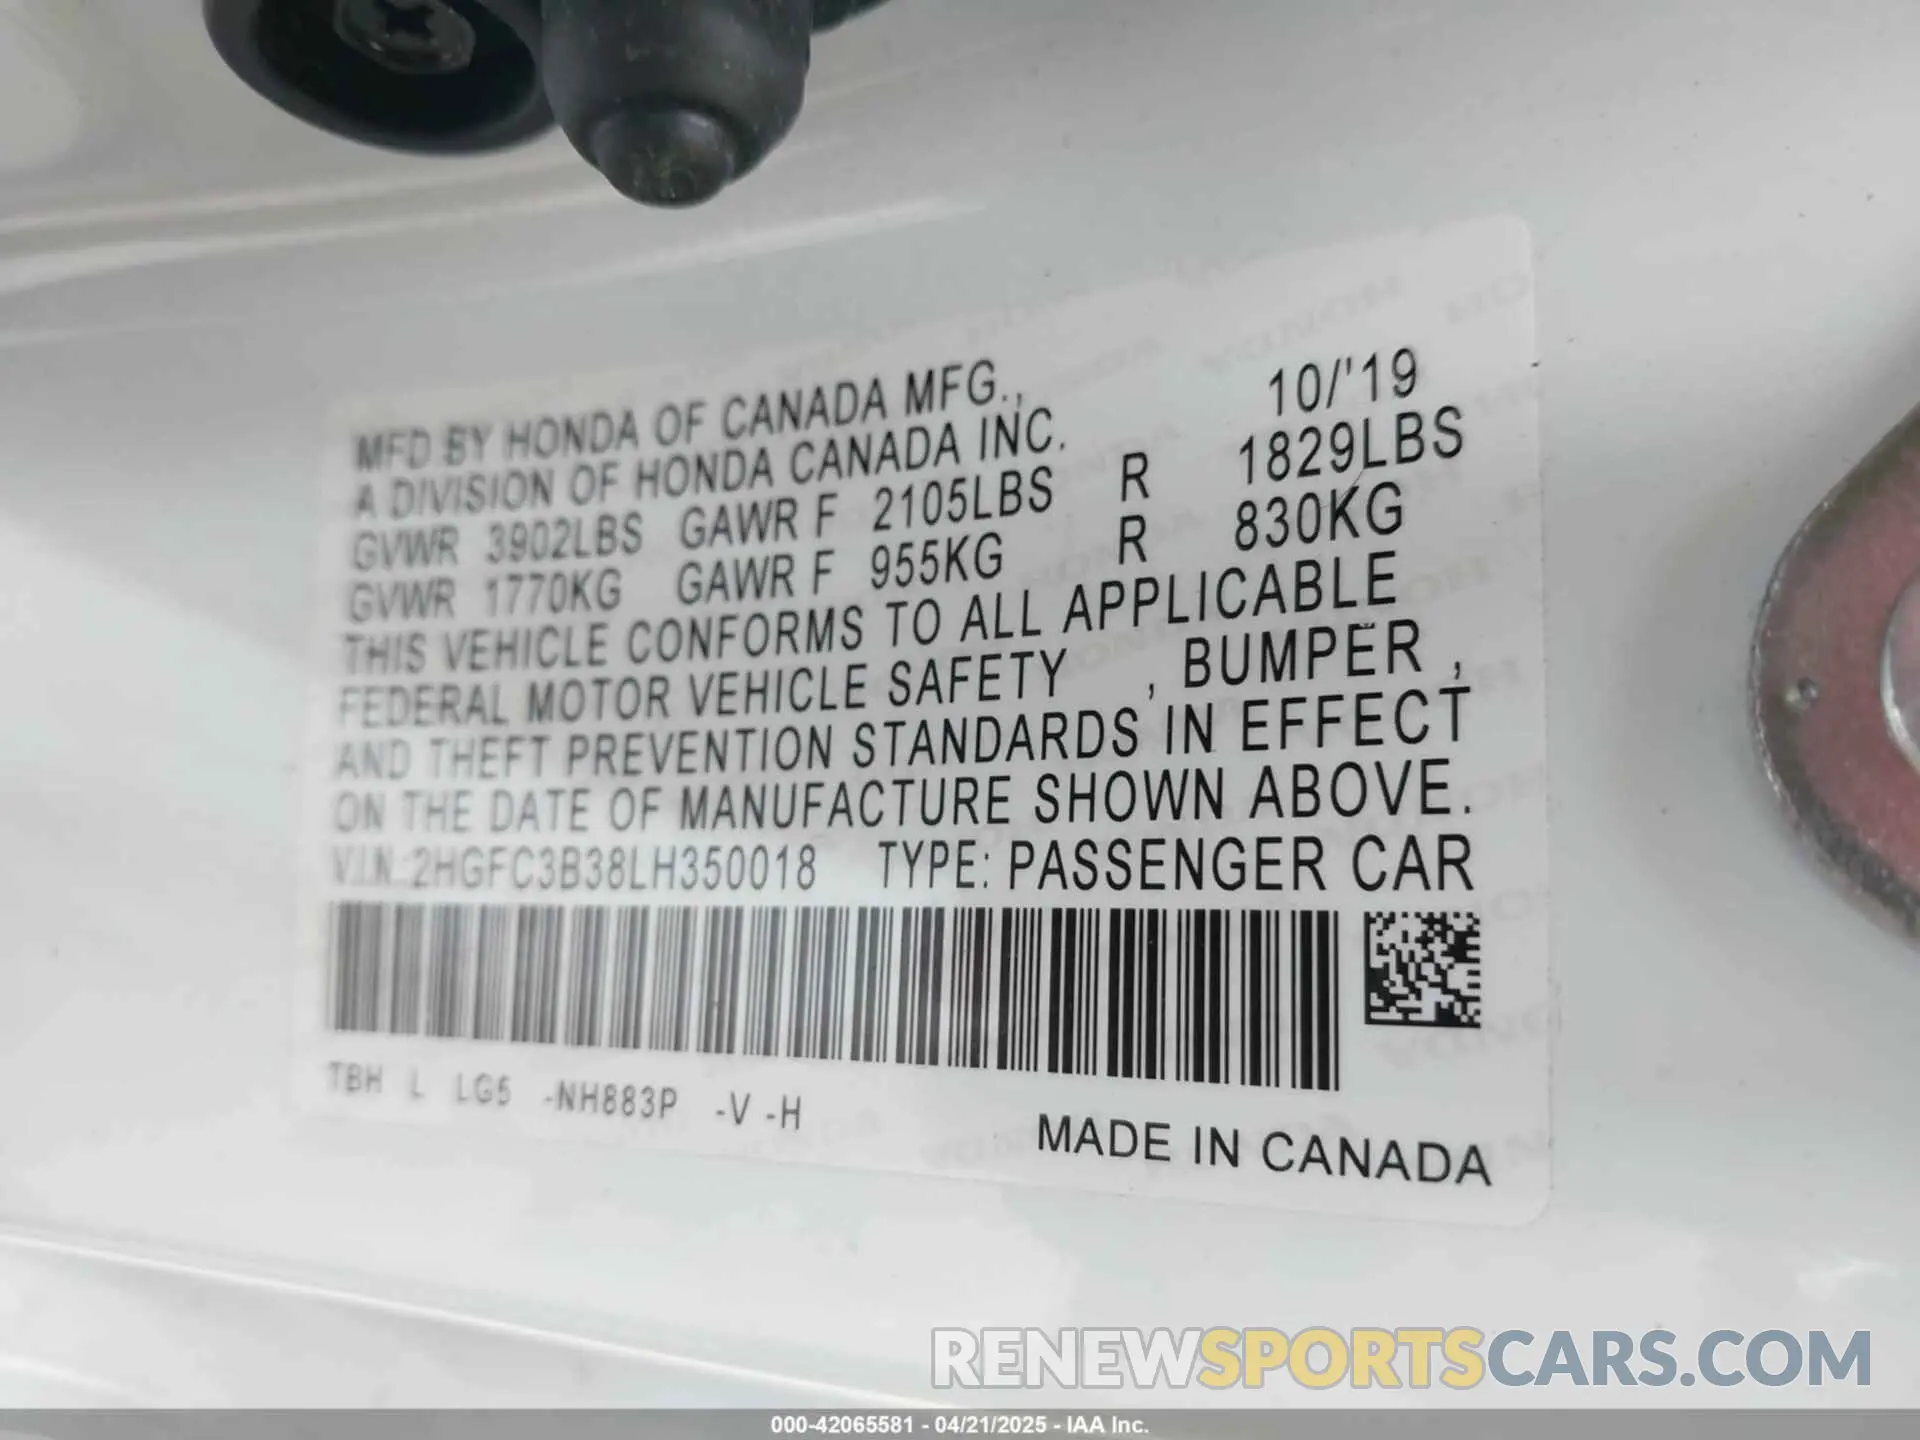 MFD BY HONDA OF CANADA MFG., 10/'19
A DIVISION OF HONDA CANADA INC.
GVWR 3902LBS GAWR F 2105LBS R 1829LBS
GVWR 1770KG GAWR F 955KG R 830KG
THIS VEHICLE CONFORMS TO ALL APPLICABLE
FEDERAL MOTOR VEHICLE SAFETY , BUMPER ,
AND THEFT PREVENTION STANDARDS IN EFFECT
ON THE DATE OF MANUFACTURE SHOWN ABOVE.
V.I.N.:2HGFC3B38LH350018 TYPE: PASSENGER CAR
TBH L LG5 -NH883P -V -H
MADE IN CANADA
RENEWSPORTSCARS.COM
000-42065581 - 04/21/2025 - IAA Inc.